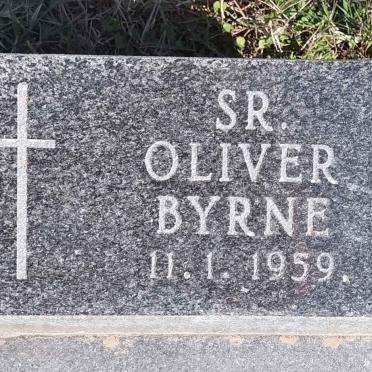 SR.
OLIVER
BYRNE
11. 1. 1959.